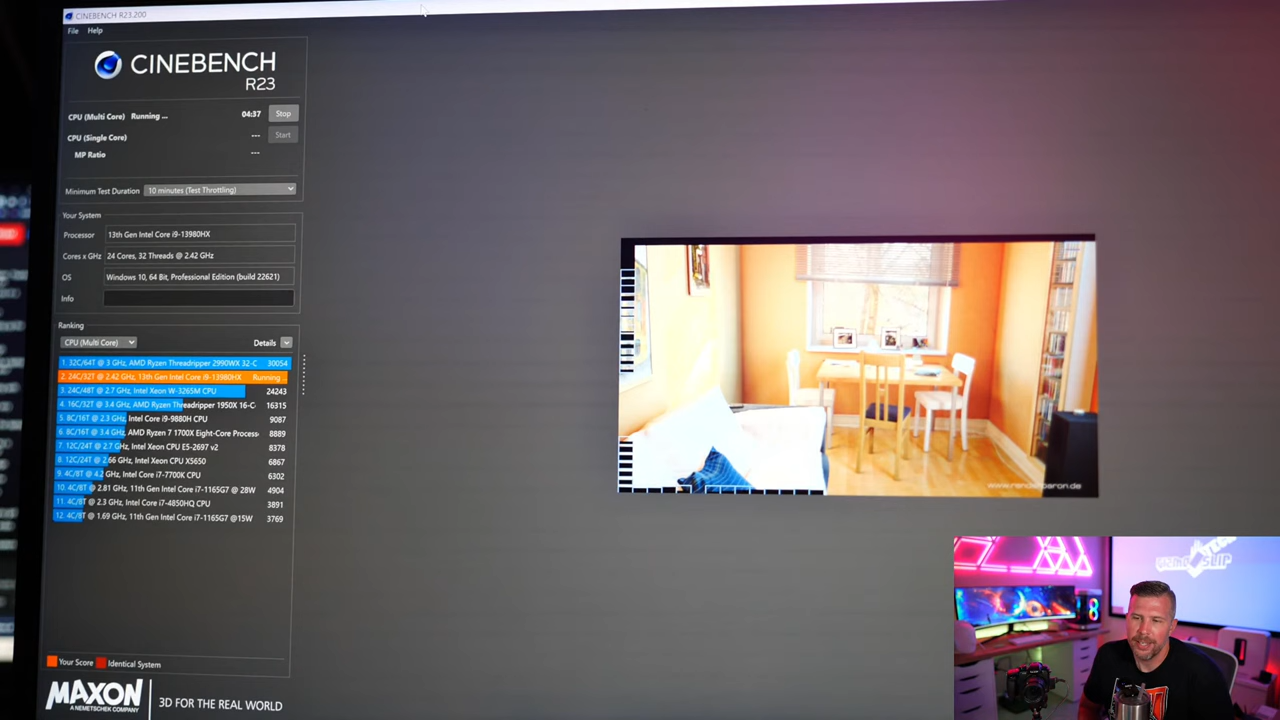 CINEBENCH R23.200
File Help
CINEBENCH
R23
CPU (Multi Core) Running ... 04:37 Stop
CPU (Single Core) --- Start
MP Ratio ---
Minimum Test Duration 10 minutes (Test Throttling)
Your System
Processor 13th Gen Intel Core i9-13980HX
Cores x GHz 24 Cores, 32 Threads @ 2.42 GHz
OS Windows 10, 64 Bit, Professional Edition (build 22621)
Info
Ranking
CPU (Multi Core) Details
1. 32C/64T @ 3 GHz, AMD Ryzen Threadripper 2990WX 32-C 30054
2. 24C/32T @ 2.42 GHz, 13th Gen Intel Core i9-13980HX Running
3. 24C/48T @ 2.7 GHz, Intel Xeon W-3265M CPU 24243
4. 16C/32T @ 3.4 GHz, AMD Ryzen Threadripper 1950X 16-C 16315
5. 8C/16T @ 2.3 GHz, Intel Core i9-9880H CPU 9087
6. 8C/16T @ 3.4 GHz, AMD Ryzen 7 1700X Eight-Core Process 8889
7. 12C/24T @ 2.7 GHz, Intel Xeon CPU E5-2697 v2 8378
8. 12C/24T @ 2.66 GHz, Intel Xeon CPU X5650 6867
9. 4C/8T @ 4.2 GHz, Intel Core i7-7700K CPU 6302
10. 4C/8T @ 2.81 GHz, 11th Gen Intel Core i7-1165G7 @ 28W 4904
11. 4C/8T @ 2.3 GHz, Intel Core i7-4850HQ CPU 3891
12. 4C/8T @ 1.69 GHz, 11th Gen Intel Core i7-1165G7 @15W 3769
www.renderbaron.de
Your Score Identical System
MAXON
A NEMETSCHEK COMPANY
3D FOR THE REAL WORLD
GIZMO SLIP TECH